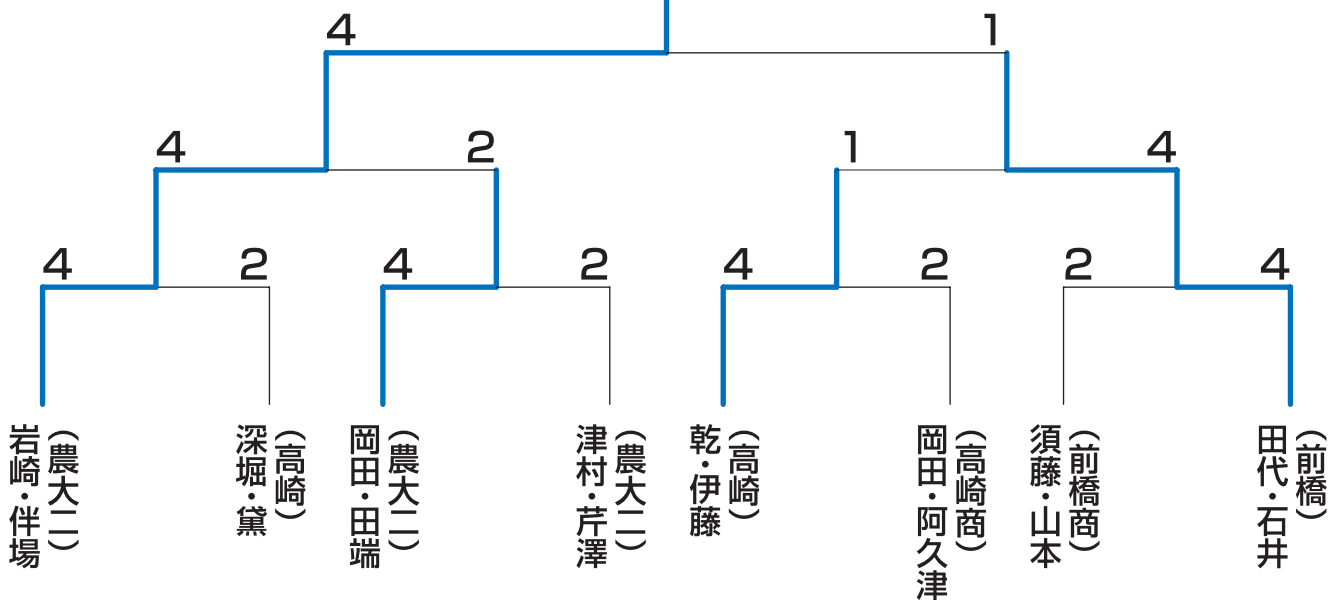 4 1
4 2 1 4
4 2 4 2 4 2 2 4
岩崎・伴場
(農大二)
深堀・黛
(高崎)
岡田・田端
(農大二)
津村・芹澤
(農大二)
乾・伊藤
(高崎)
岡田・阿久津
(高崎商)
須藤・山本
(前橋商)
田代・石井
(前橋)